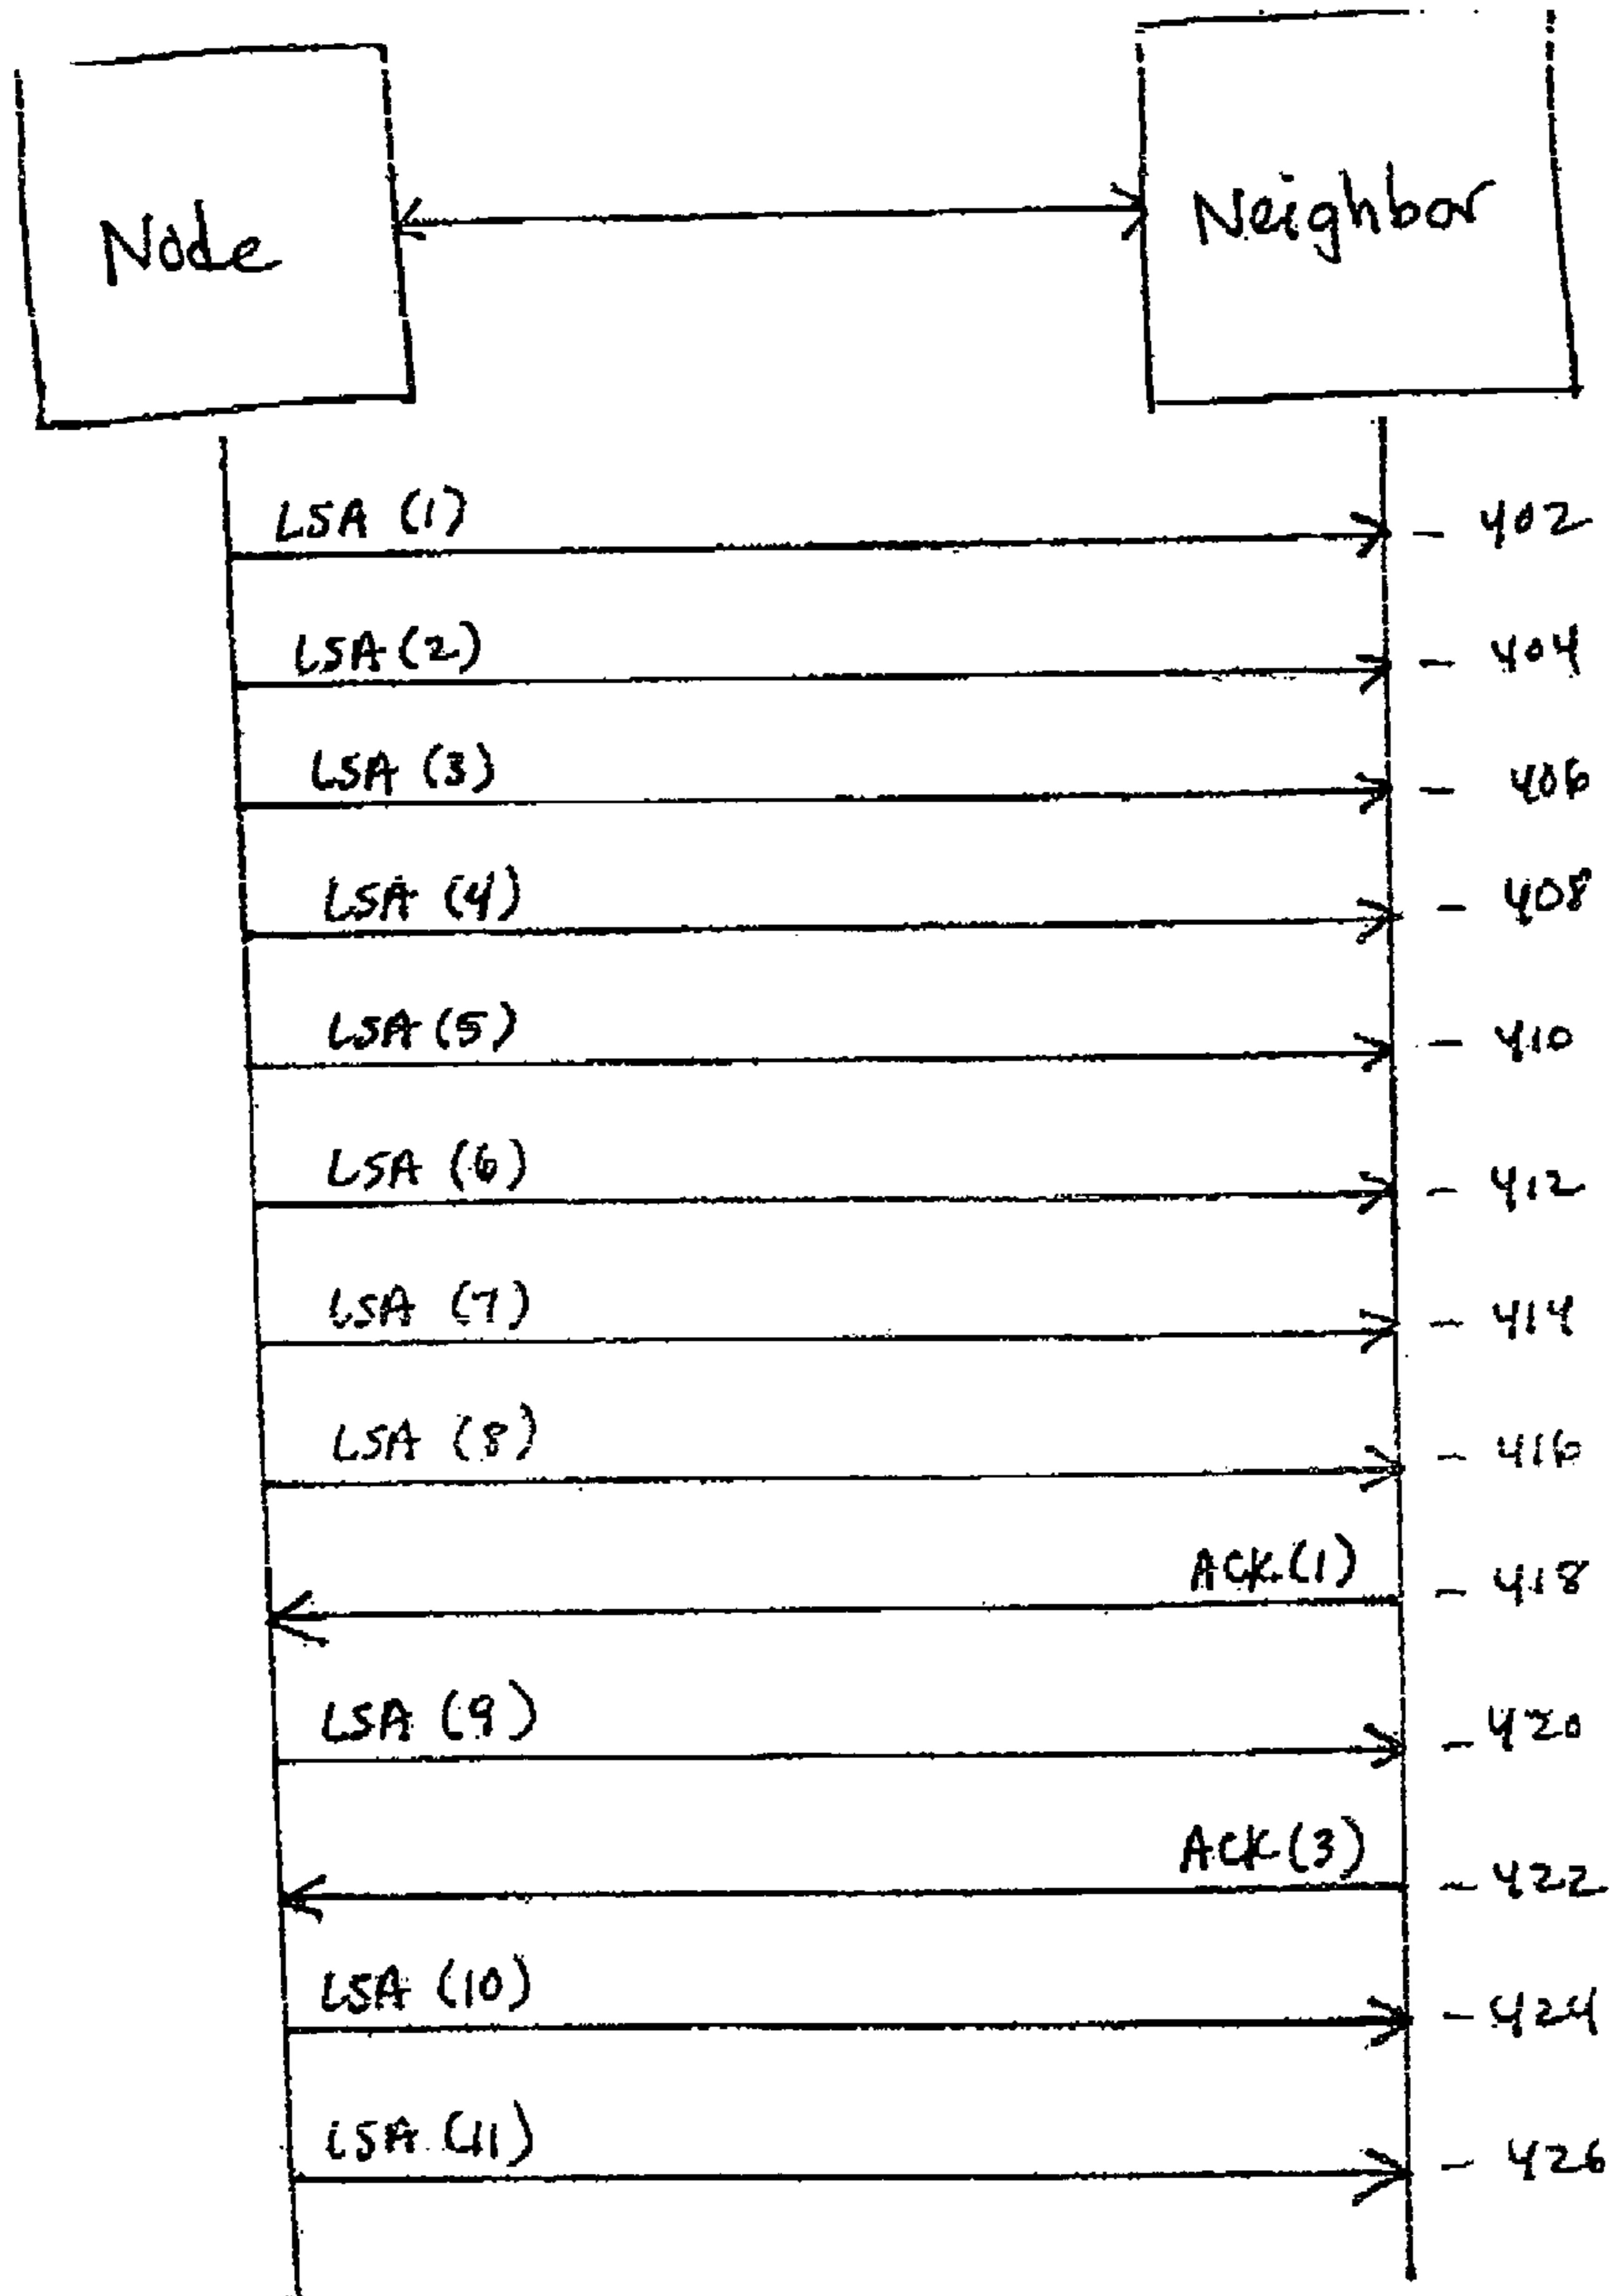 Node
Neighbor
LSA (1) - 402
LSA (2) - 404
LSA (3) - 406
LSA (4) - 408
LSA (5) - 410
LSA (6) - 412
LSA (7) - 414
LSA (8) - 416
ACK (1) - 418
LSA (9) - 420
ACK (3) - 422
LSA (10) - 424
LSA (11) - 426